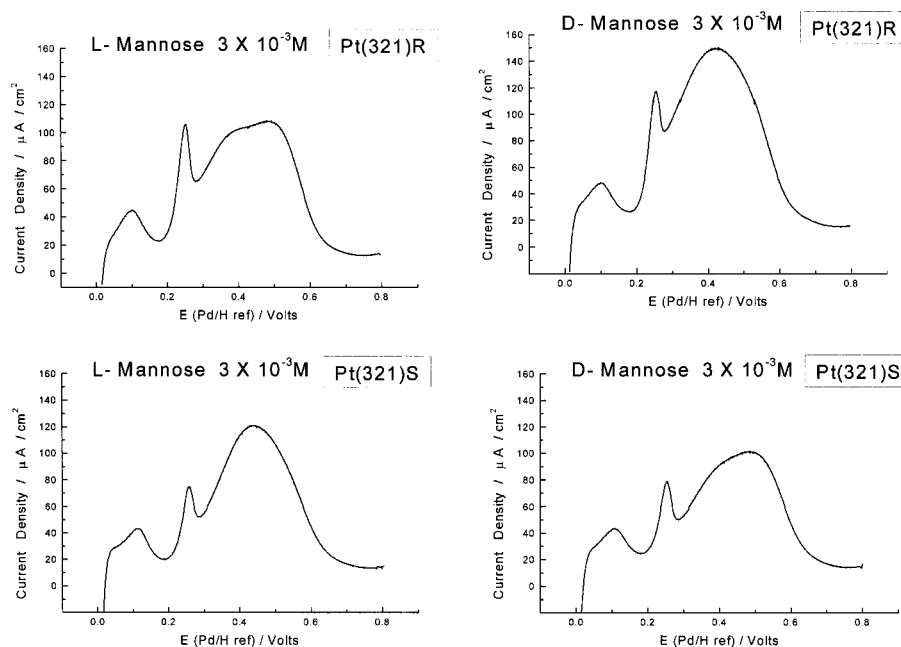 L- Mannose 3 X 10⁻³M
Pt(321)R
Current Density / μ A / cm²
160
140
120
100
80
60
40
20
0
0.0 0.2 0.4 0.6 0.8
E (Pd/H ref) / Volts
D- Mannose 3 X 10⁻³M
Pt(321)R
Current Density / μ A / cm²
160
140
120
100
80
60
40
20
0
0.0 0.2 0.4 0.6 0.8
E (Pd/H ref) / Volts
L- Mannose 3 X 10⁻³M
Pt(321)S
Current Density / μ A / cm²
160
140
120
100
80
60
40
20
0
0.0 0.2 0.4 0.6 0.8
E (Pd/H ref) / Volts
D- Mannose 3 X 10⁻³M
Pt(321)S
Current Density / μ A / cm²
160
140
120
100
80
60
40
20
0
0.0 0.2 0.4 0.6 0.8
E (Pd/H ref) / Volts